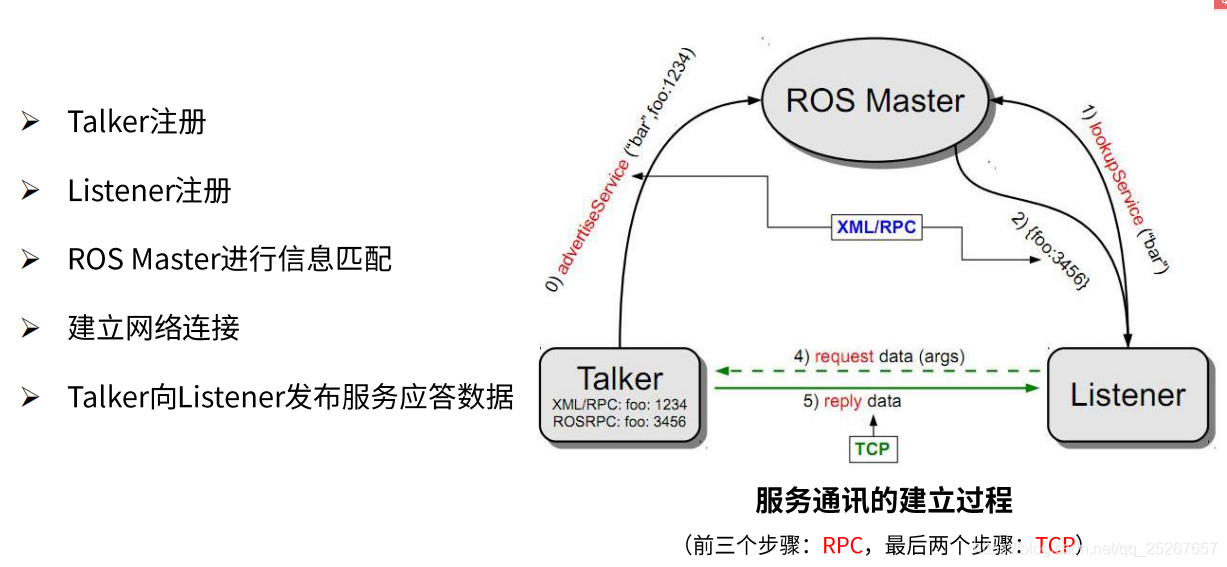 Talker注册
Listener注册
ROS Master进行信息匹配
建立网络连接
Talker向Listener发布服务应答数据
ROS Master
0) advertiseService ("bar",foo:1234)
1) lookupService ("bar")
XML/RPC
2) {foo:3456}
Talker
XML/RPC: foo: 1234
ROSRPC: foo: 3456
4) request data (args)
5) reply data
TCP
Listener
服务通讯的建立过程
（前三个步骤：RPC，最后两个步骤：TCP）